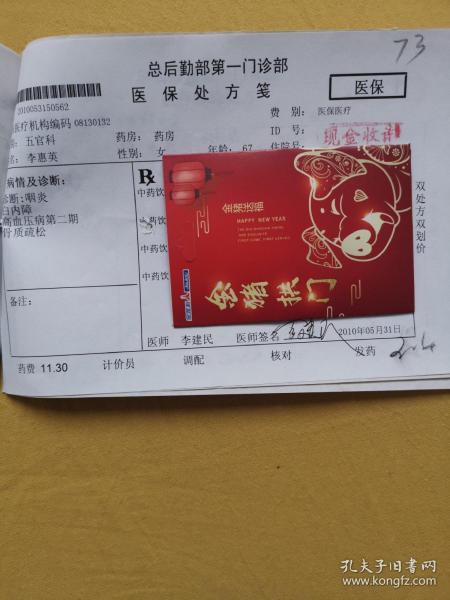 73
总后勤部第一门诊部
医保处方笺
医保
2010053150562
医疗机构编码 08130132
费 别: 医保医疗
五官科
药房: 药房
ID 号:
现金收讫
名: 李惠英
性别: 女
年龄: 67
住院号:
病情及诊断:
诊断:咽炎
白内障
高血压病第二期
骨质疏松
R
中药饮
中药饮
中药饮
中药饮
双处方双划价
金猪送福
HAPPY NEW YEAR
金猪拱门
备注:
医师 李建民
医师签名
2010年05月31日
药费 11.30
计价员
调配
核对
发药
孔夫子旧书网
www.kongfz.com